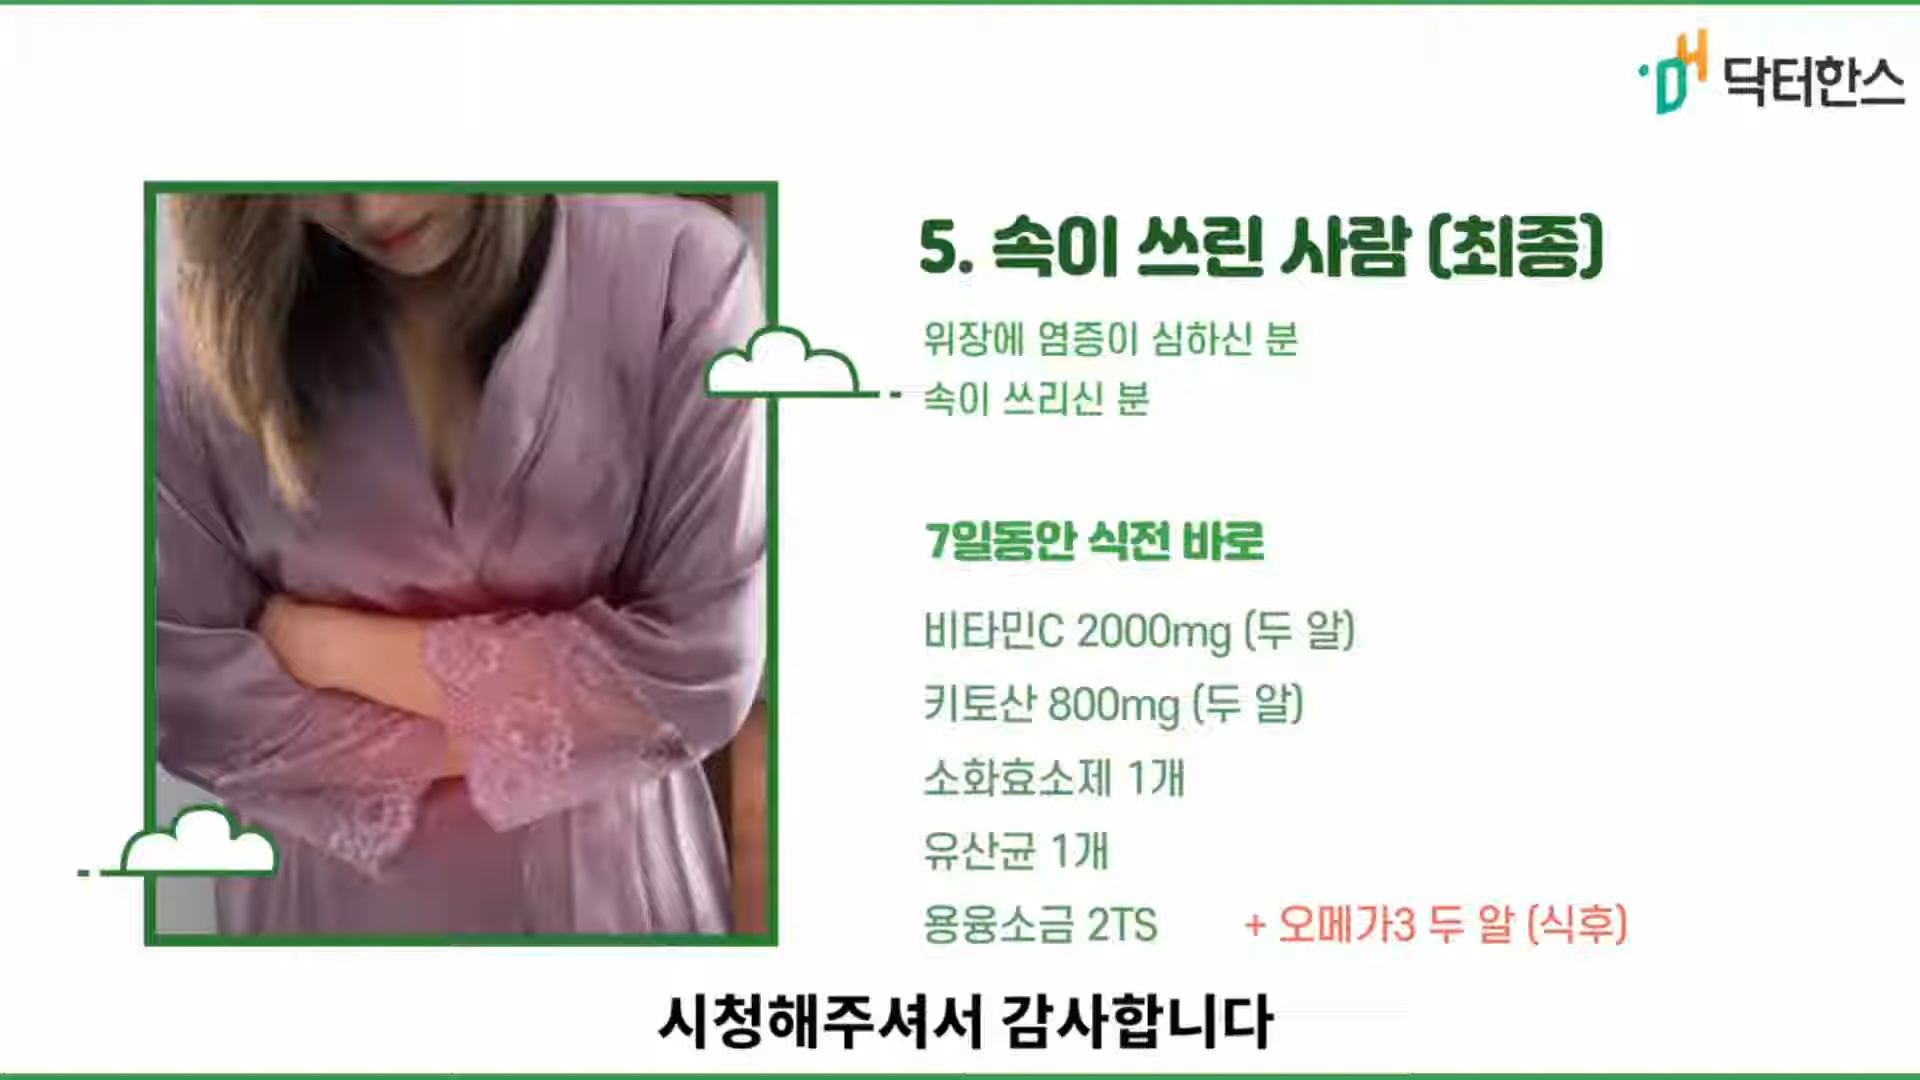 닥터한스
5. 속이 쓰린 사람 (최종)
위장에 염증이 심하신 분
속이 쓰리신 분
7일동안 식전 바로
비타민C 2000mg (두 알)
키토산 800mg (두 알)
소화효소제 1개
유산균 1개
용융소금 2TS + 오메가3 두 알 (식후)
시청해주셔서 감사합니다